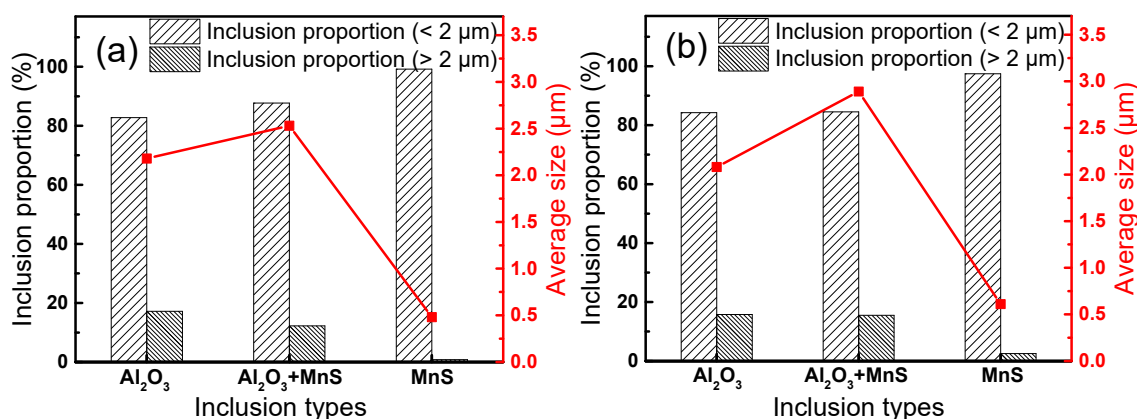 (a)
Inclusion proportion (< 2 μm)
Inclusion proportion (> 2 μm)
Inclusion proportion (%)
100
80
60
40
20
0
3.5
3.0
2.5
2.0
1.5
1.0
0.5
0.0
Average size (μm)
Al₂O₃ Al₂O₃+MnS MnS
Inclusion types
(b)
Inclusion proportion (< 2 μm)
Inclusion proportion (> 2 μm)
Inclusion proportion (%)
100
80
60
40
20
0
3.5
3.0
2.5
2.0
1.5
1.0
0.5
0.0
Average size (μm)
Al₂O₃ Al₂O₃+MnS MnS
Inclusion types